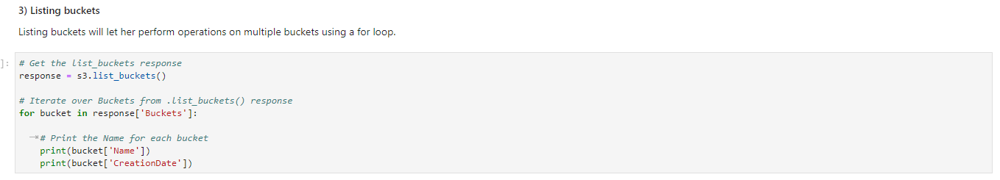 3) Listing buckets
Listing buckets will let her perform operations on multiple buckets using a for loop.
]: # Get the list_buckets response
response = s3.list_buckets()
# Iterate over Buckets from .list_buckets() response
for bucket in response['Buckets']:
# Print the Name for each bucket
print(bucket['Name'])
print(bucket['CreationDate'])